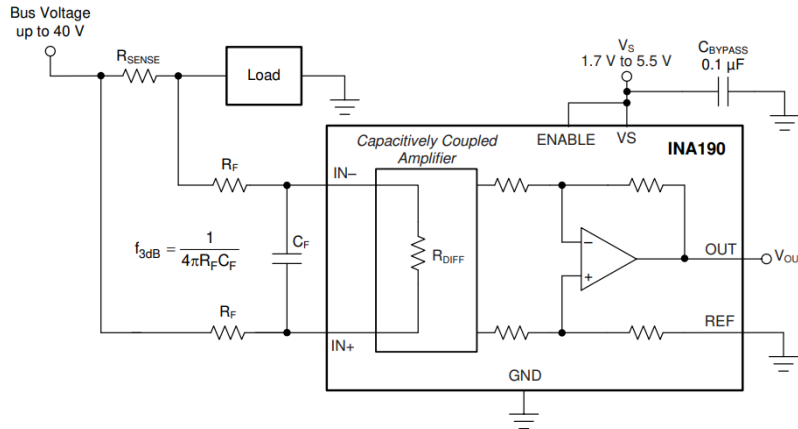 Bus Voltage
up to 40 V
RSENSE
Load
VS
1.7 V to 5.5 V
CBYPASS
0.1 µF
Capacitively Coupled
Amplifier
ENABLE
VS
INA190
RF
IN–
f3dB = 1
4πRFCF
CF
RDIFF
–
+
OUT
VOU
RF
IN+
REF
GND